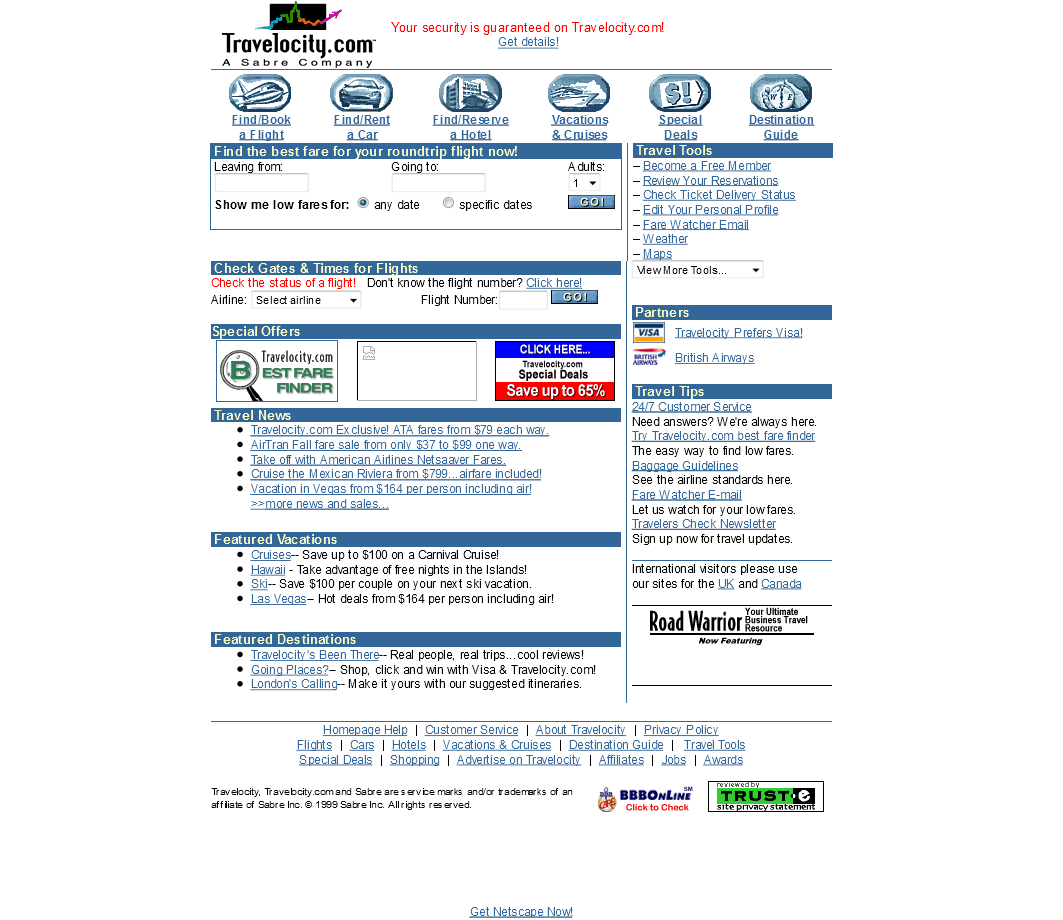 Travelocity.com
A Sabre Company
Your security is guaranteed on Travelocity.com!
Get details!
Find/Book
a Flight
Find/Rent
a Car
Find/Reserve
a Hotel
Vacations
& Cruises
S!
Special
Deals
W E S
Destination
Guide
Find the best fare for your roundtrip flight now!
Leaving from:
Going to:
Adults:
1
Show me low fares for:
any date
specific dates
GO!
Check Gates & Times for Flights
Check the status of a flight! Don't know the flight number? Click here!
Airline: Select airline Flight Number: GO!
Special Offers
Travelocity.com
BEST FARE
FINDER
CLICK HERE...
Travelocity.com
Special Deals
Save up to 65%
Travel News
Travelocity.com Exclusive! ATA fares from $79 each way.
AirTran Fall fare sale from only $37 to $99 one way.
Take off with American Airlines Netsaaver Fares.
Cruise the Mexican Riviera from $799...airfare included!
Vacation in Vegas from $164 per person including air!
>>more news and sales...
Featured Vacations
Cruises-- Save up to $100 on a Carnival Cruise!
Hawaii - Take advantage of free nights in the Islands!
Ski-- Save $100 per couple on your next ski vacation.
Las Vegas-- Hot deals from $164 per person including air!
Featured Destinations
Travelocity's Been There-- Real people, real trips...cool reviews!
Going Places?-- Shop, click and win with Visa & Travelocity.com!
London's Calling-- Make it yours with our suggested itineraries.
Travel Tools
– Become a Free Member
– Review Your Reservations
– Check Ticket Delivery Status
– Edit Your Personal Profile
– Fare Watcher Email
– Weather
– Maps
View More Tools...
Partners
VISA Travelocity Prefers Visa!
BRITISH AIRWAYS British Airways
Travel Tips
24/7 Customer Service
Need answers? We're always here.
Try Travelocity.com best fare finder
The easy way to find low fares.
Baggage Guidelines
See the airline standards here.
Fare Watcher E-mail
Let us watch for your low fares.
Travelers Check Newsletter
Sign up now for travel updates.
International visitors please use
our sites for the UK and Canada
Road Warrior
Your Ultimate
Business Travel
Resource
Now Featuring
Homepage Help | Customer Service | About Travelocity | Privacy Policy
Flights | Cars | Hotels | Vacations & Cruises | Destination Guide | Travel Tools
Special Deals | Shopping | Advertise on Travelocity | Affiliates | Jobs | Awards
Travelocity, Travelocity.com and Sabre are service marks and/or trademarks of an
affiliate of Sabre Inc. © 1999 Sabre Inc. All rights reserved.
BBB BBBOnLine
Click to Check
reviewed by
TRUSTe
site privacy statement
Get Netscape Now!